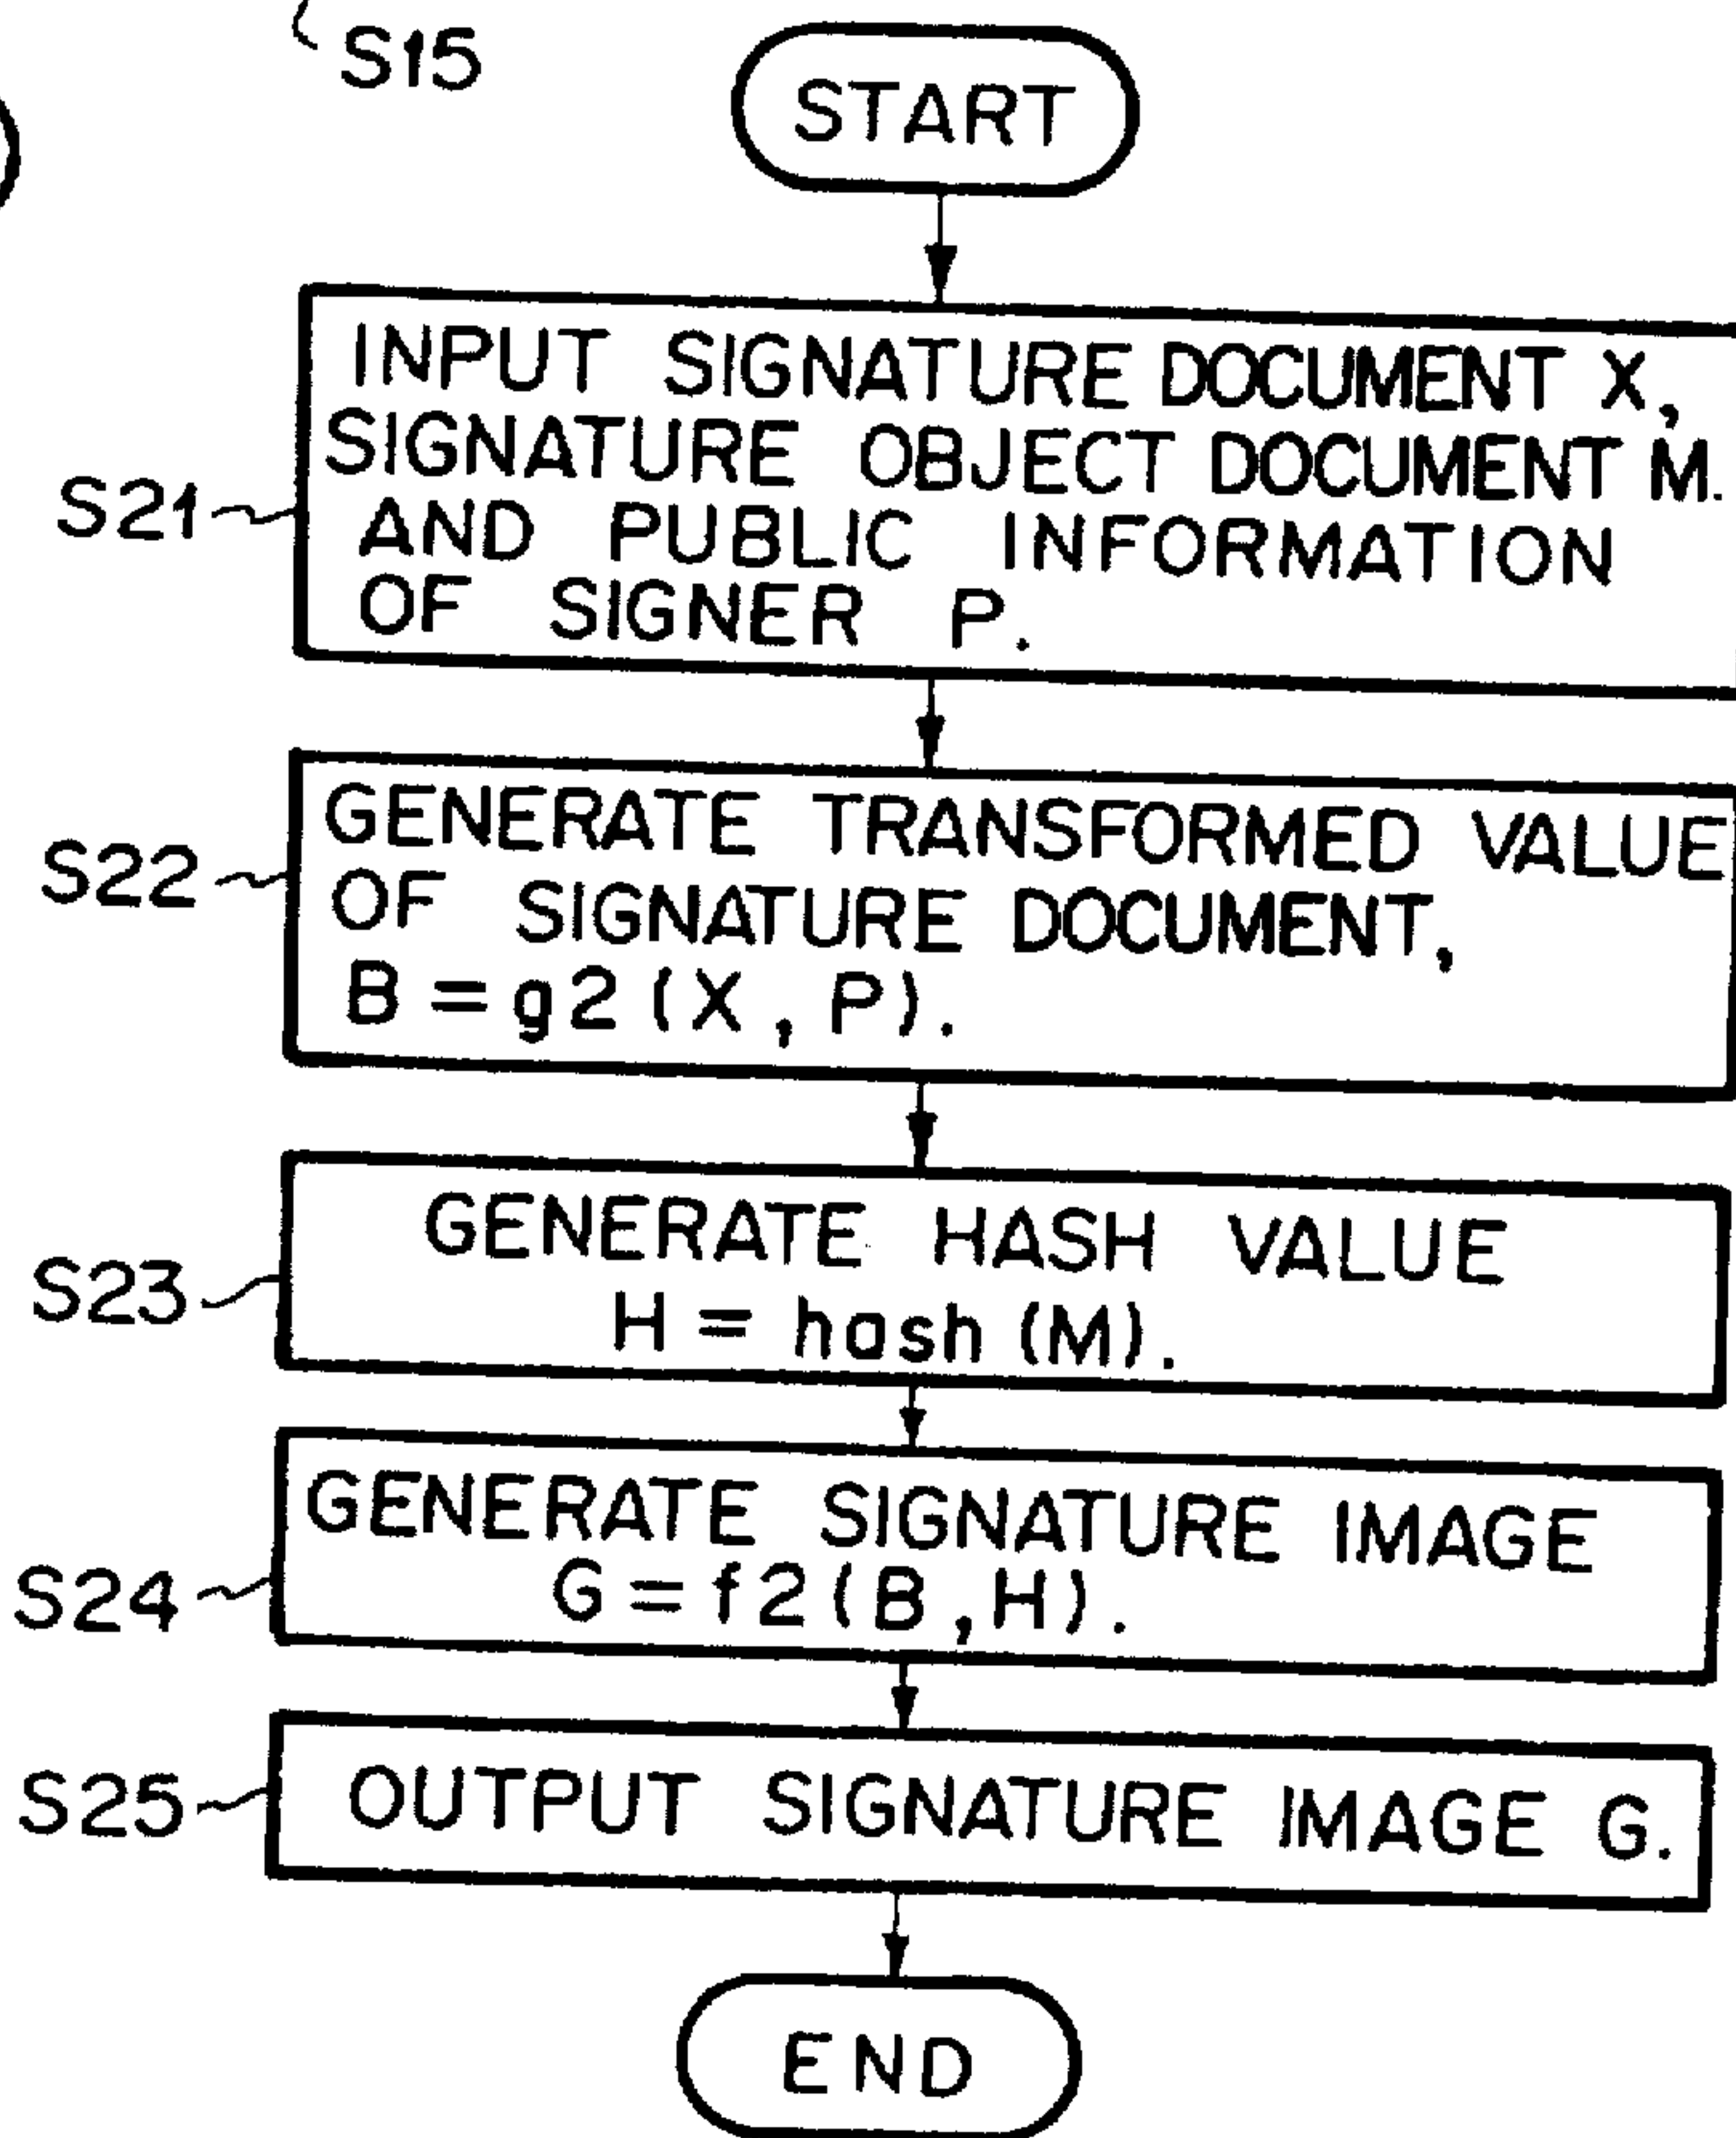 S15
START
INPUT SIGNATURE DOCUMENT X,
SIGNATURE OBJECT DOCUMENT M.
S21
AND PUBLIC INFORMATION
OF SIGNER P.
GENERATE TRANSFORMED VALUE
S22
OF SIGNATURE DOCUMENT,
B = g2 (X, P).
GENERATE HASH VALUE
S23
H = hash (M).
GENERATE SIGNATURE IMAGE
S24
G = f2 (B, H).
S25
OUTPUT SIGNATURE IMAGE G.
END